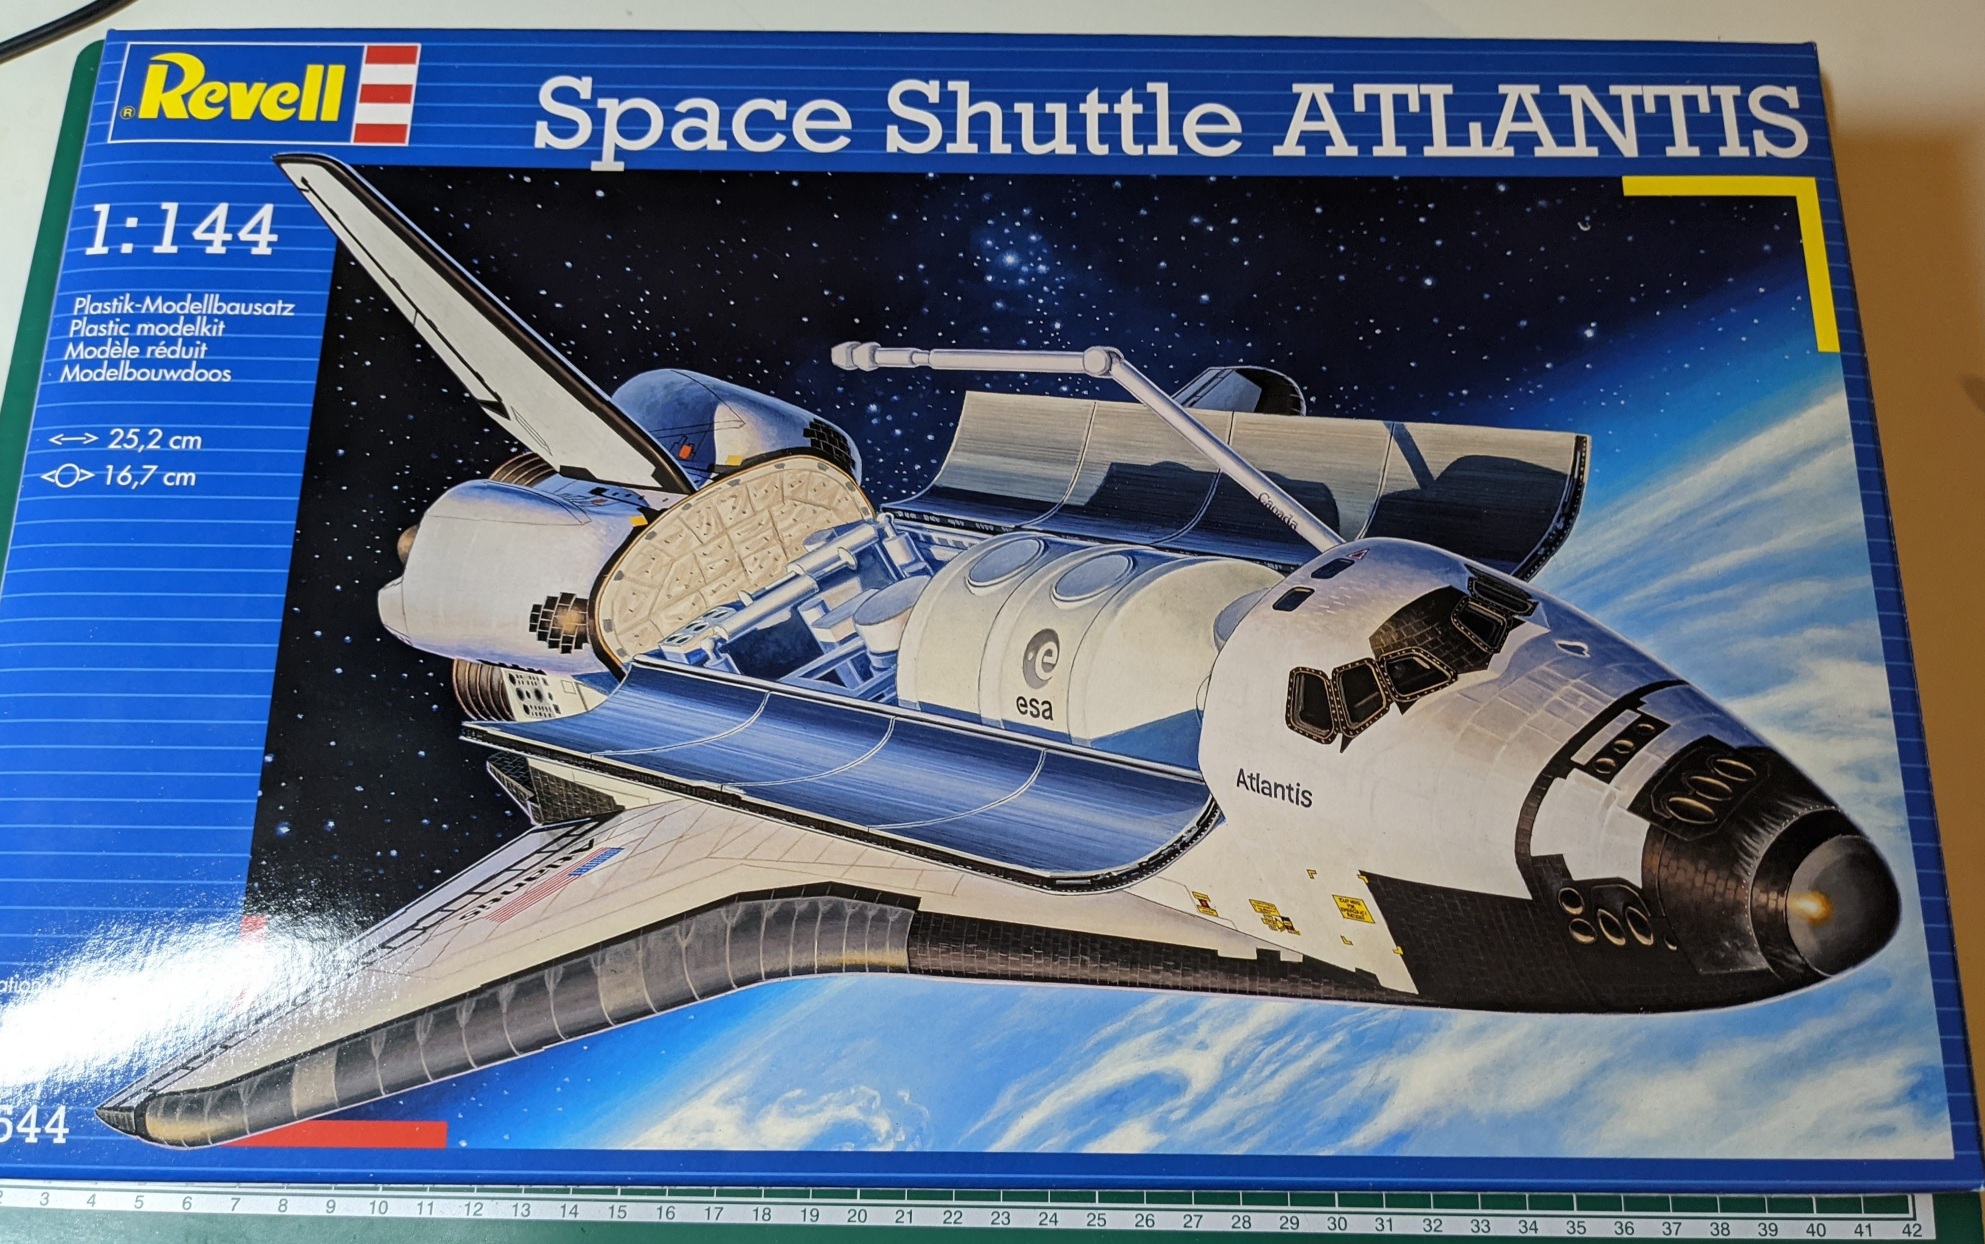 Revell
®
Space Shuttle ATLANTIS
1:144
Plastik-Modellbausatz
Plastic modelkit
Modèle réduit
Modelbouwdoos
25,2 cm
16,7 cm
Canada
esa
Atlantis
Atlantis
544
2 3 4 5 6 7 8 9 10 11 12 13 14 15 16 17 18 19 20 21 22 23 24 25 26 27 28 29 30 31 32 33 34 35 36 37 38 39 40 41 42